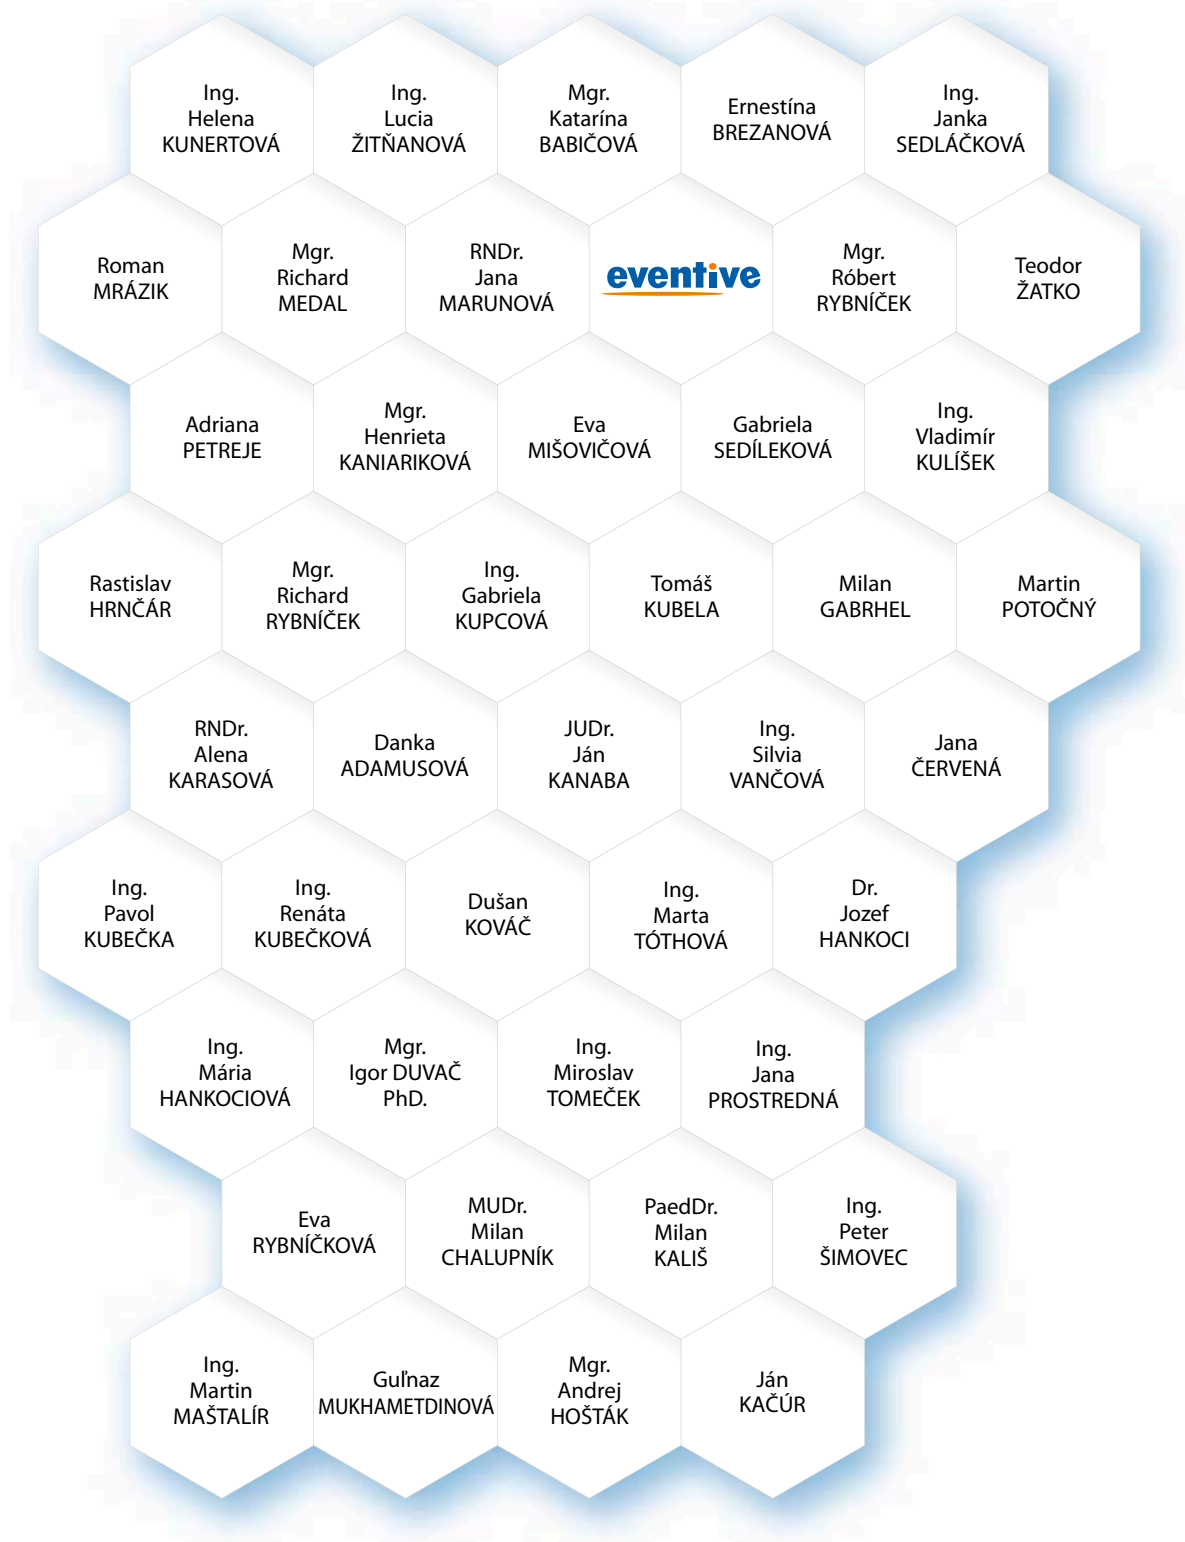 Ing.
Helena
KUNERTOVÁ
Ing.
Lucia
ŽITŇANOVÁ
Mgr.
Katarína
BABIČOVÁ
Ernestína
BREZANOVÁ
Ing.
Janka
SEDLÁČKOVÁ
Roman
MRÁZIK
Mgr.
Richard
MEDAL
RNDr.
Jana
MARUNOVÁ
eventive
Mgr.
Róbert
RYBNÍČEK
Teodor
ŽATKO
Adriana
PETREJE
Mgr.
Henrieta
KANIARIKOVÁ
Eva
MIŠOVIČOVÁ
Gabriela
SEDÍLEKOVÁ
Ing.
Vladimír
KULÍŠEK
Rastislav
HRNČÁR
Mgr.
Richard
RYBNÍČEK
Ing.
Gabriela
KUPCOVÁ
Tomáš
KUBELA
Milan
GABRHEL
Martin
POTOČNÝ
RNDr.
Alena
KARASOVÁ
Danka
ADAMUSOVÁ
JUDr.
Ján
KANABA
Ing.
Silvia
VANČOVÁ
Jana
ČERVENÁ
Ing.
Pavol
KUBEČKA
Ing.
Renáta
KUBEČKOVÁ
Dušan
KOVÁČ
Ing.
Marta
TÓTHOVÁ
Dr.
Jozef
HANKOCI
Ing.
Mária
HANKOCIOVÁ
Mgr.
Igor DUVAČ
PhD.
Ing.
Miroslav
TOMEČEK
Ing.
Jana
PROSTREDNÁ
Eva
RYBNÍČKOVÁ
MUDr.
Milan
CHALUPNÍK
PaedDr.
Milan
KALIŠ
Ing.
Peter
ŠIMOVEC
Ing.
Martin
MAŠTALÍR
Guľnaz
MUKHAMETDINOVÁ
Mgr.
Andrej
HOŠTÁK
Ján
KAČÚR